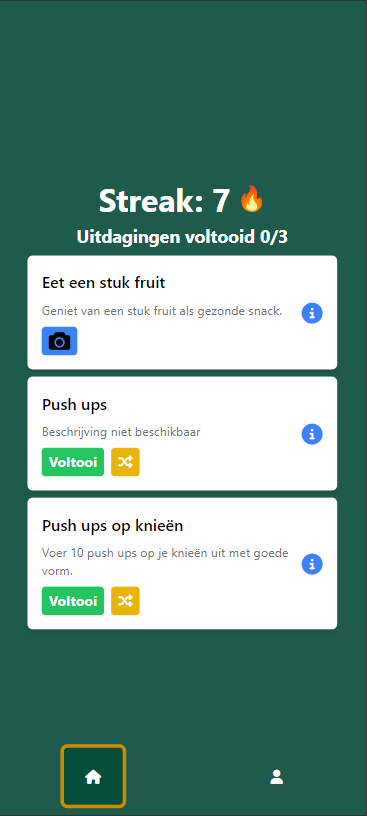 Streak: 7 🔥
Uitdagingen voltooid 0/3
Eet een stuk fruit
Geniet van een stuk fruit als gezonde snack.
Push ups
Beschrijving niet beschikbaar
Voltooi
Push ups op knieën
Voer 10 push ups op je knieën uit met goede
vorm.
Voltooi